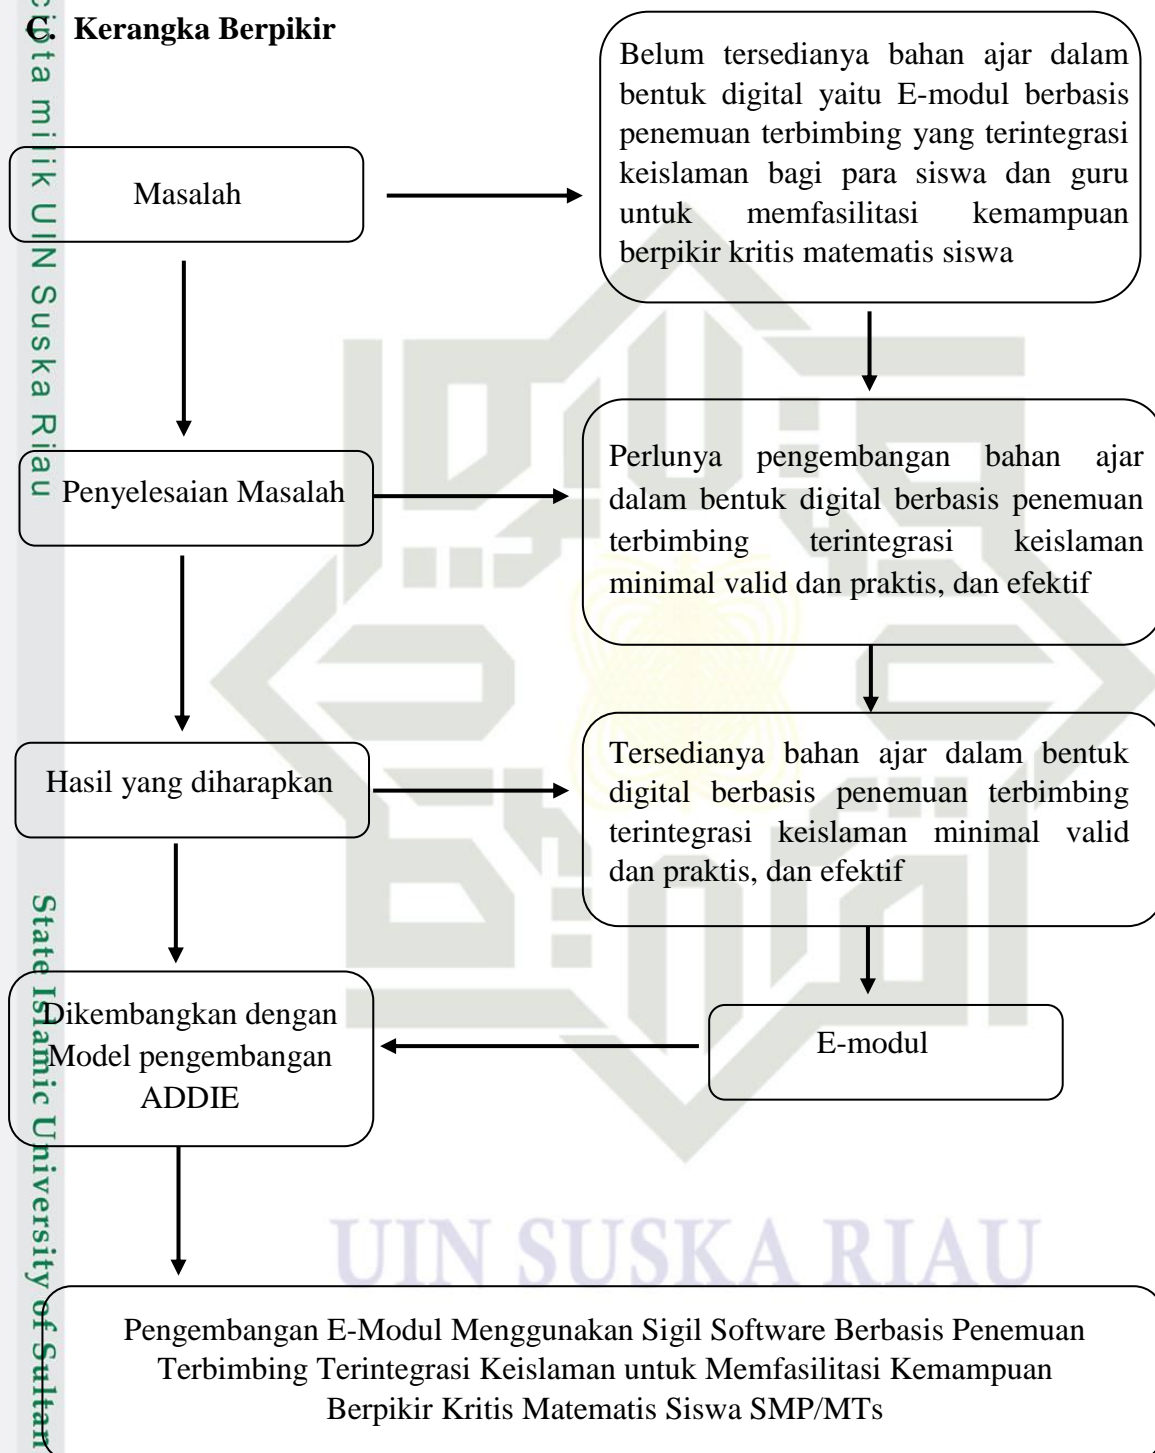 C. Kerangka Berpikir
Masalah
Belum tersedianya bahan ajar dalam
bentuk digital yaitu E-modul berbasis
penemuan terbimbing yang terintegrasi
keislaman bagi para siswa dan guru
untuk memfasilitasi kemampuan
berpikir kritis matematis siswa
Penyelesaian Masalah
Perlunya pengembangan bahan ajar
dalam bentuk digital berbasis penemuan
terbimbing terintegrasi keislaman
minimal valid dan praktis, dan efektif
Hasil yang diharapkan
Tersedianya bahan ajar dalam bentuk
digital berbasis penemuan terbimbing
terintegrasi keislaman minimal valid
dan praktis, dan efektif
Dikembangkan dengan
Model pengembangan
ADDIE
E-modul
Pengembangan E-Modul Menggunakan Sigil Software Berbasis Penemuan
Terbimbing Terintegrasi Keislaman untuk Memfasilitasi Kemampuan
Berpikir Kritis Matematis Siswa SMP/MTs
UIN SUSKA RIAU
cipta milik UIN Suska Riau
State Islamic University of Sultan